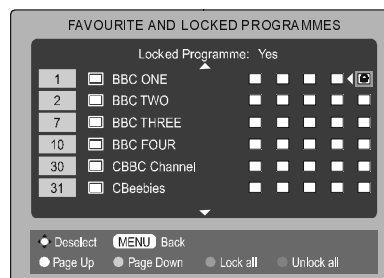 FAVOURITE AND LOCKED PROGRAMMES
Locked Programme: Yes
1 BBC ONE
2 BBC TWO
7 BBC THREE
10 BBC FOUR
30 CBBC Channel
31 CBeebies
Deselect MENU Back
Page Up Page Down Lock all Unlock all